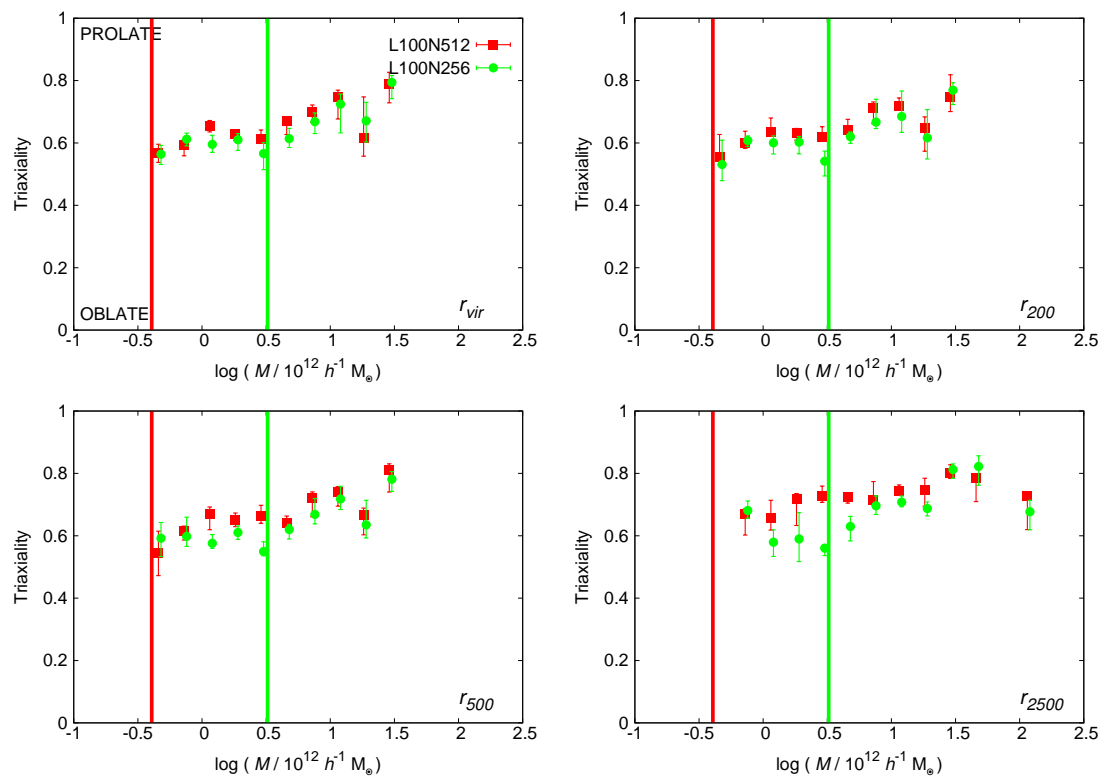 1
0.8
0.6
0.4
0.2
0
PROLATE
OBLATE
L100N512
L100N256
Triaxiality
r_vir
-1 -0.5 0 0.5 1 1.5 2 2.5
log ( M / 10^12 h^-1 M_⊙ )
1
0.8
0.6
0.4
0.2
0
Triaxiality
r_200
-1 -0.5 0 0.5 1 1.5 2 2.5
log ( M / 10^12 h^-1 M_⊙ )
1
0.8
0.6
0.4
0.2
0
Triaxiality
r_500
-1 -0.5 0 0.5 1 1.5 2 2.5
log ( M / 10^12 h^-1 M_⊙ )
1
0.8
0.6
0.4
0.2
0
Triaxiality
r_2500
-1 -0.5 0 0.5 1 1.5 2 2.5
log ( M / 10^12 h^-1 M_⊙ )